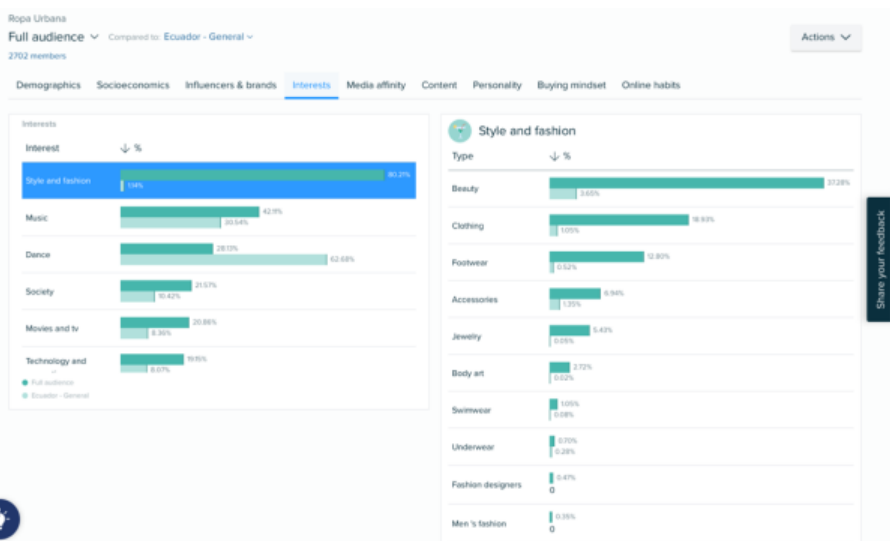 Ropa Urbana
Full audience Compared to: Ecuador - General
2702 members
Actions
Demographics Socioeconomics Influencers & brands Interests Media affinity Content Personality Buying mindset Online habits
Interests
Interest ↓ %
Style and fashion 80.21%
1.14%
Music 42.11%
30.54%
Dance 28.13%
62.68%
Society 21.57%
10.42%
Movies and tv 20.86%
8.36%
Technology and 19.15%
8.07%
Full audience
Ecuador - General
Style and fashion
Type ↓ %
Beauty 37.28%
3.65%
Clothing 18.93%
1.05%
Footwear 12.80%
0.52%
Accessories 6.94%
1.35%
Jewelry 5.43%
0.05%
Body art 2.72%
0.02%
Swimwear 1.05%
0.08%
Underwear 0.70%
0.28%
Fashion designers 0.47%
0
Men 's fashion 0.35%
0
Share your feedback